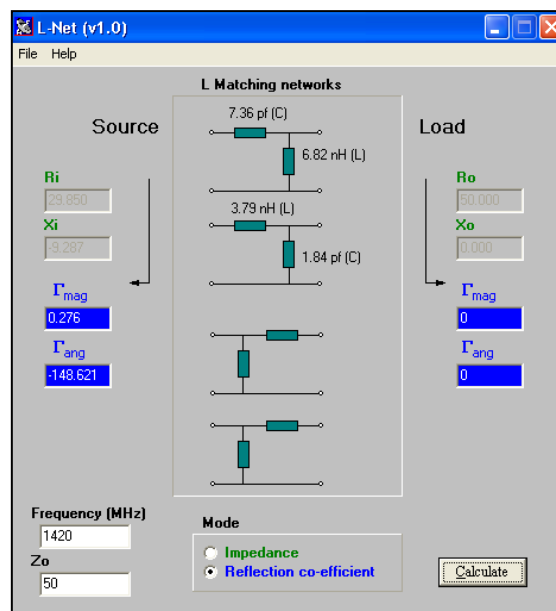 L-Net (v1.0)
File Help
L Matching networks
7.36 pf (C)
Source
Load
6.82 nH (L)
Ri
29.850
Ro
50.000
3.79 nH (L)
Xi
-9.287
Xo
0.000
1.84 pf (C)
Γmag
0.276
Γmag
0
Γang
-148.621
Γang
0
Frequency (MHz)
1420
Zo
50
Mode
Impedance
Reflection co-efficient
Calculate